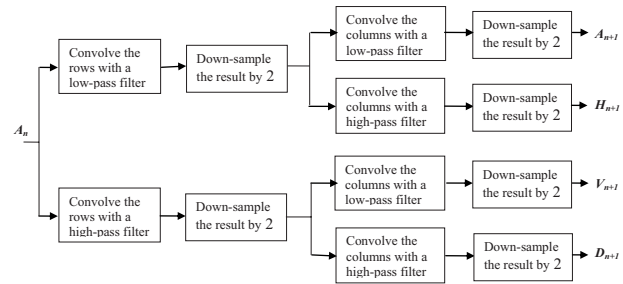 Convolve the
rows with a
low-pass filter
Down-sample
the result by 2
Convolve the
columns with a
low-pass filter
Down-sample
the result by 2
A_{n+1}
Convolve the
columns with a
high-pass filter
Down-sample
the result by 2
H_{n+1}
A_n
Convolve the
rows with a
high-pass filter
Down-sample
the result by 2
Convolve the
columns with a
low-pass filter
Down-sample
the result by 2
V_{n+1}
Convolve the
columns with a
high-pass filter
Down-sample
the result by 2
D_{n+1}